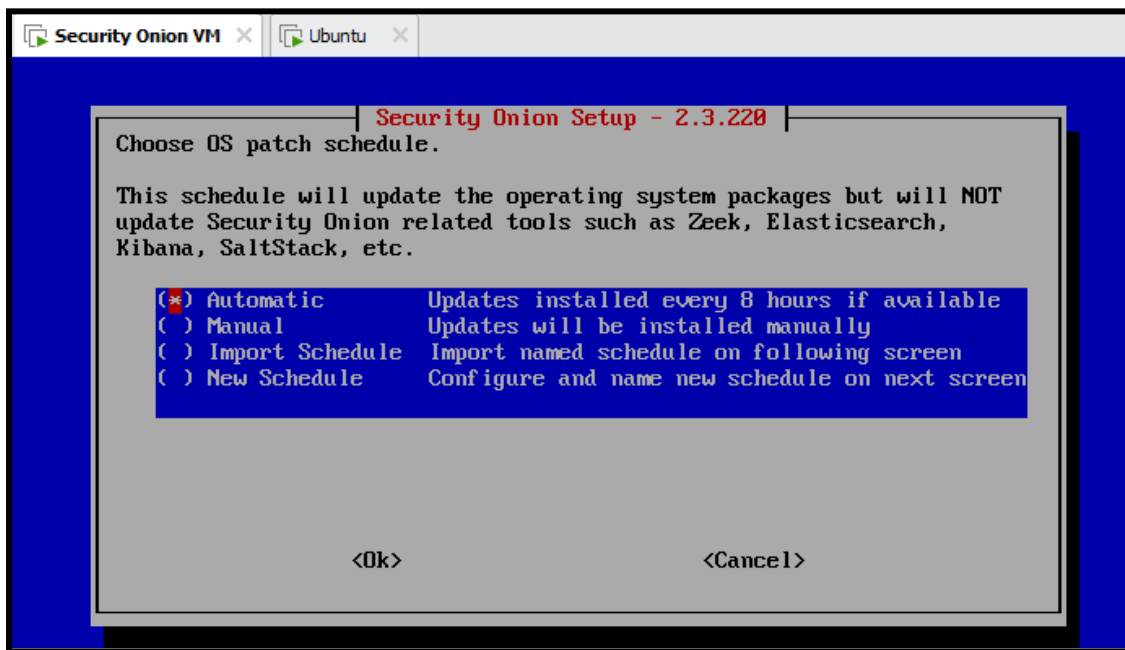 Security Onion VM Ubuntu
Security Onion Setup - 2.3.220
Choose OS patch schedule.
This schedule will update the operating system packages but will NOT
update Security Onion related tools such as Zeek, Elasticsearch,
Kibana, SaltStack, etc.
(*) Automatic Updates installed every 8 hours if available
( ) Manual Updates will be installed manually
( ) Import Schedule Import named schedule on following screen
( ) New Schedule Configure and name new schedule on next screen
<Ok> <Cancel>